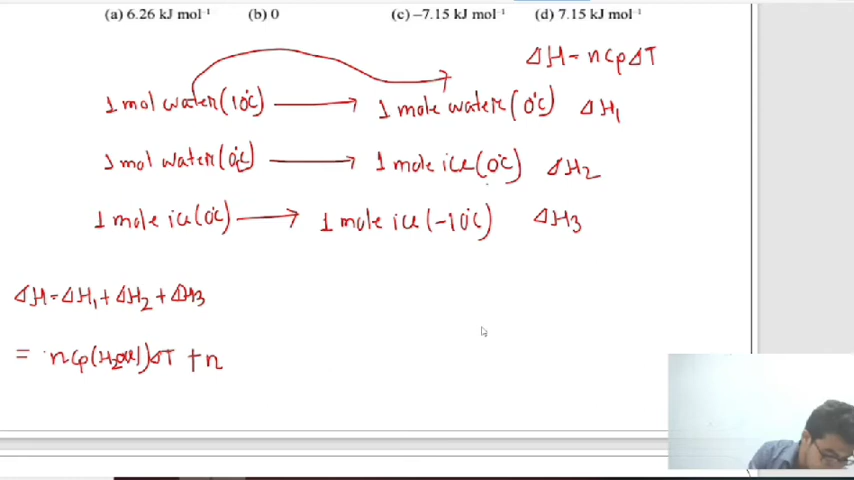 (a) 6.26 kJ mol⁻¹ (b) 0 (c) –7.15 kJ mol⁻¹ (d) 7.15 kJ mol⁻¹
ΔH = nCpΔT
1 mol water(10°C) → 1 mole water(0°C) ΔH₁
1 mol water(0°C) → 1 mole ice(0°C) ΔH₂
1 mole ice(0°C) → 1 mole ice(-10°C) ΔH₃
ΔH = ΔH₁ + ΔH₂ + ΔH₃
= nCp(H₂O(l))ΔT + n